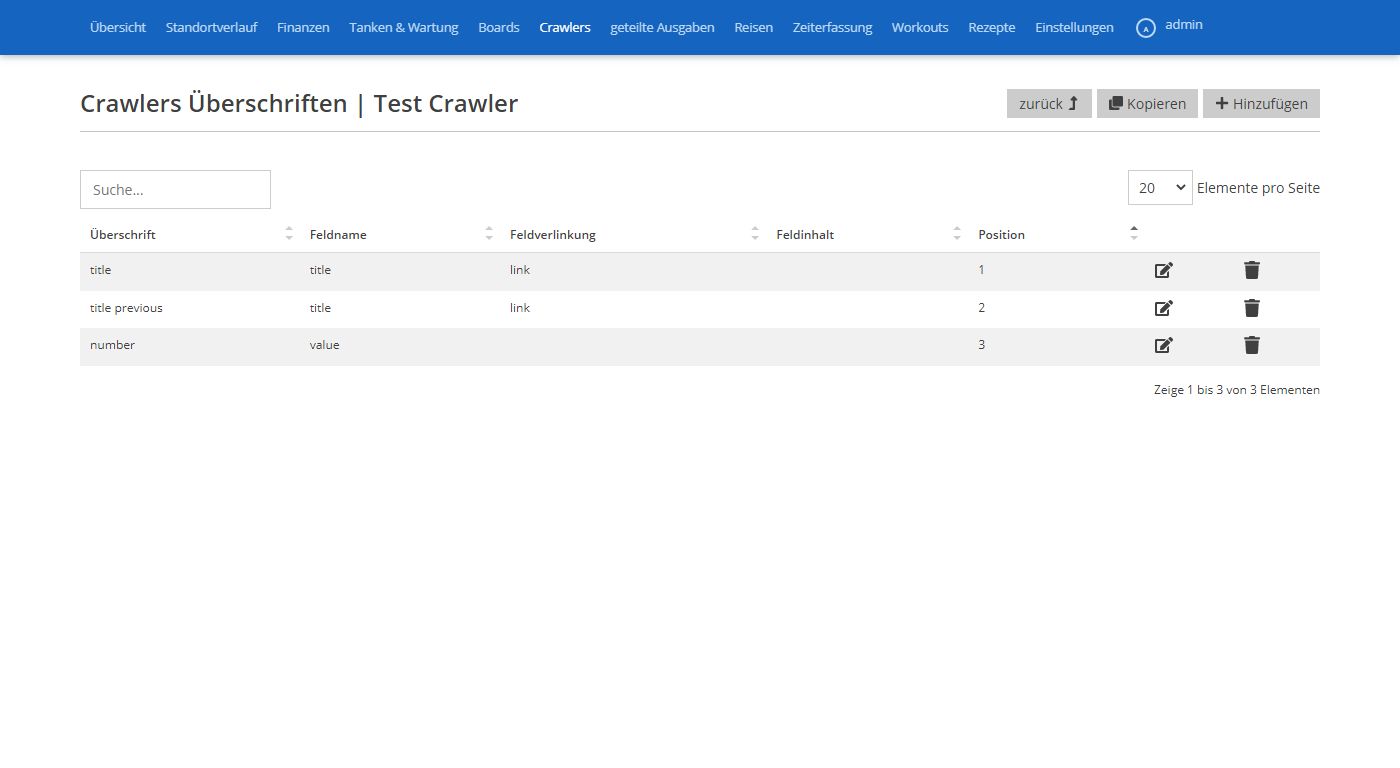 Übersicht Standortverlauf Finanzen Tanken & Wartung Boards Crawlers geteilte Ausgaben Reisen Zeiterfassung Workouts Rezepte Einstellungen A admin
Crawlers Überschriften | Test Crawler zurück Kopieren Hinzufügen
Suche... 20 Elemente pro Seite
Überschrift Feldname Feldverlinkung Feldinhalt Position
title title link 1
title previous title link 2
number value 3
Zeige 1 bis 3 von 3 Elementen